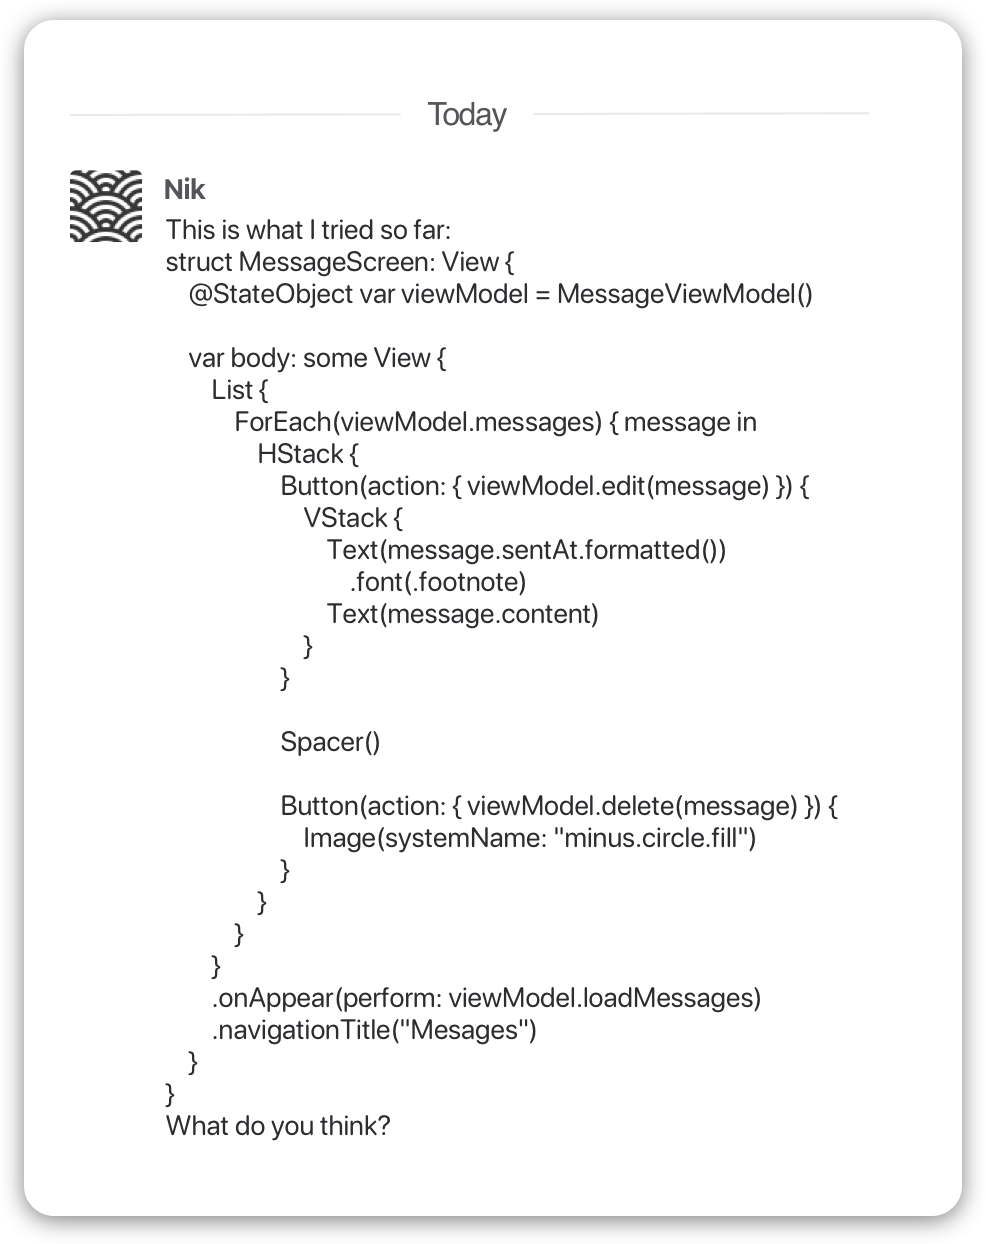 Today
Nik
This is what I tried so far:
struct MessageScreen: View {
    @StateObject var viewModel = MessageViewModel()

    var body: some View {
        List {
            ForEach(viewModel.messages) { message in
                HStack {
                    Button(action: { viewModel.edit(message) }) {
                        VStack {
                            Text(message.sentAt.formatted())
                                .font(.footnote)
                            Text(message.content)
                        }
                    }

                    Spacer()

                    Button(action: { viewModel.delete(message) }) {
                        Image(systemName: "minus.circle.fill")
                    }
                }
            }
        }
        .onAppear(perform: viewModel.loadMessages)
        .navigationTitle("Mesages")
    }
}
What do you think?